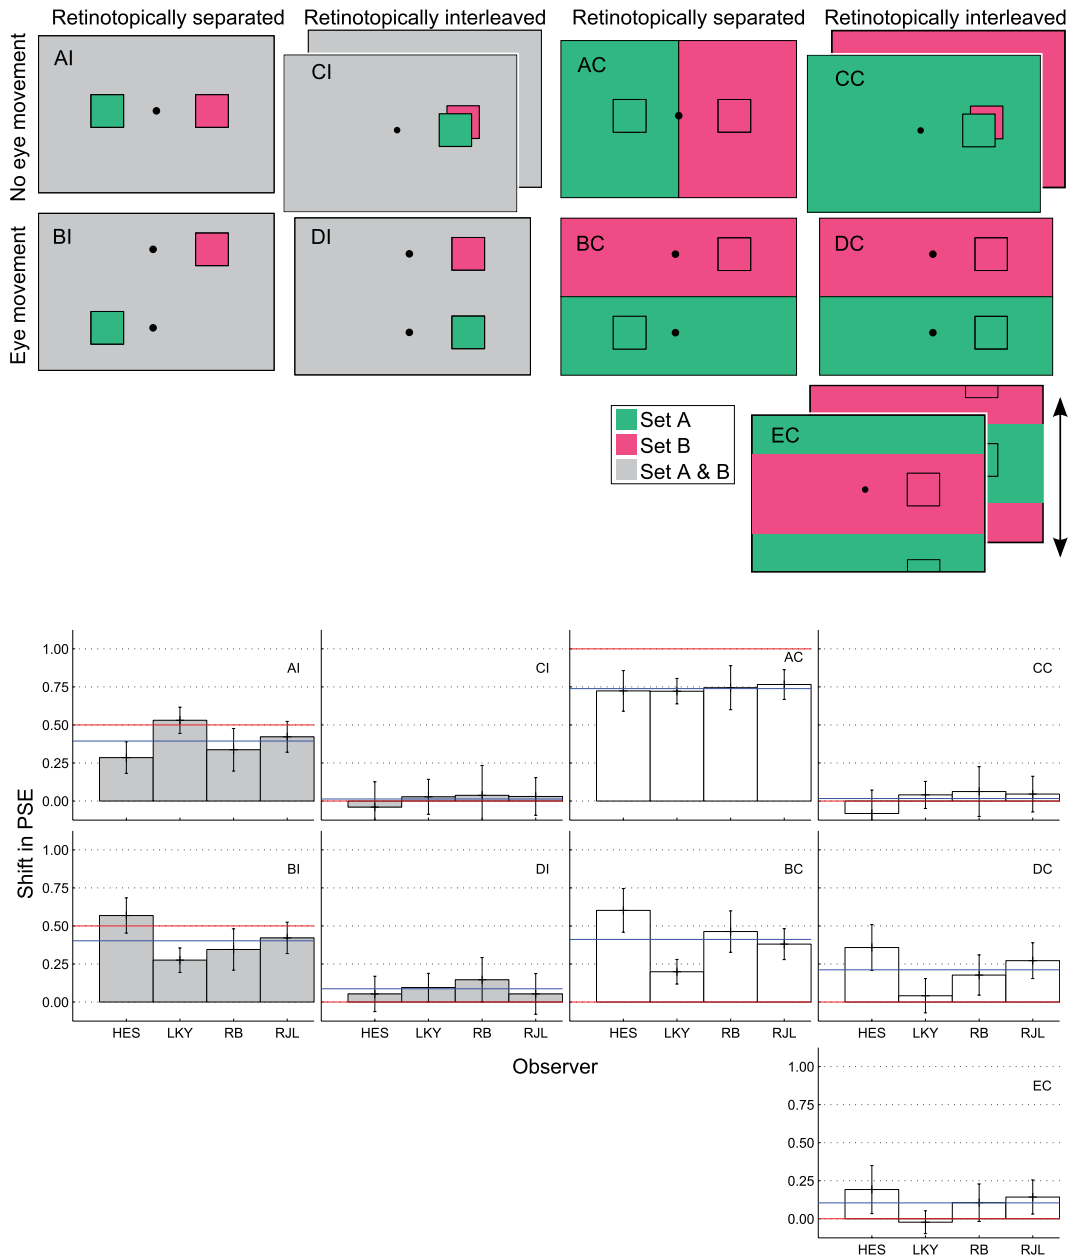 Retinotopically separated
Retinotopically interleaved
Retinotopically separated
Retinotopically interleaved
No eye movement
AI
CI
AC
CC
Eye movement
BI
DI
BC
DC
Set A
Set B
Set A & B
EC
Shift in PSE
1.00
0.75
0.50
0.25
0.00
AI
CI
AC
CC
1.00
0.75
0.50
0.25
0.00
BI
DI
BC
DC
HES LKY RB RJL
HES LKY RB RJL
HES LKY RB RJL
HES LKY RB RJL
Observer
1.00
0.75
0.50
0.25
0.00
EC
HES LKY RB RJL